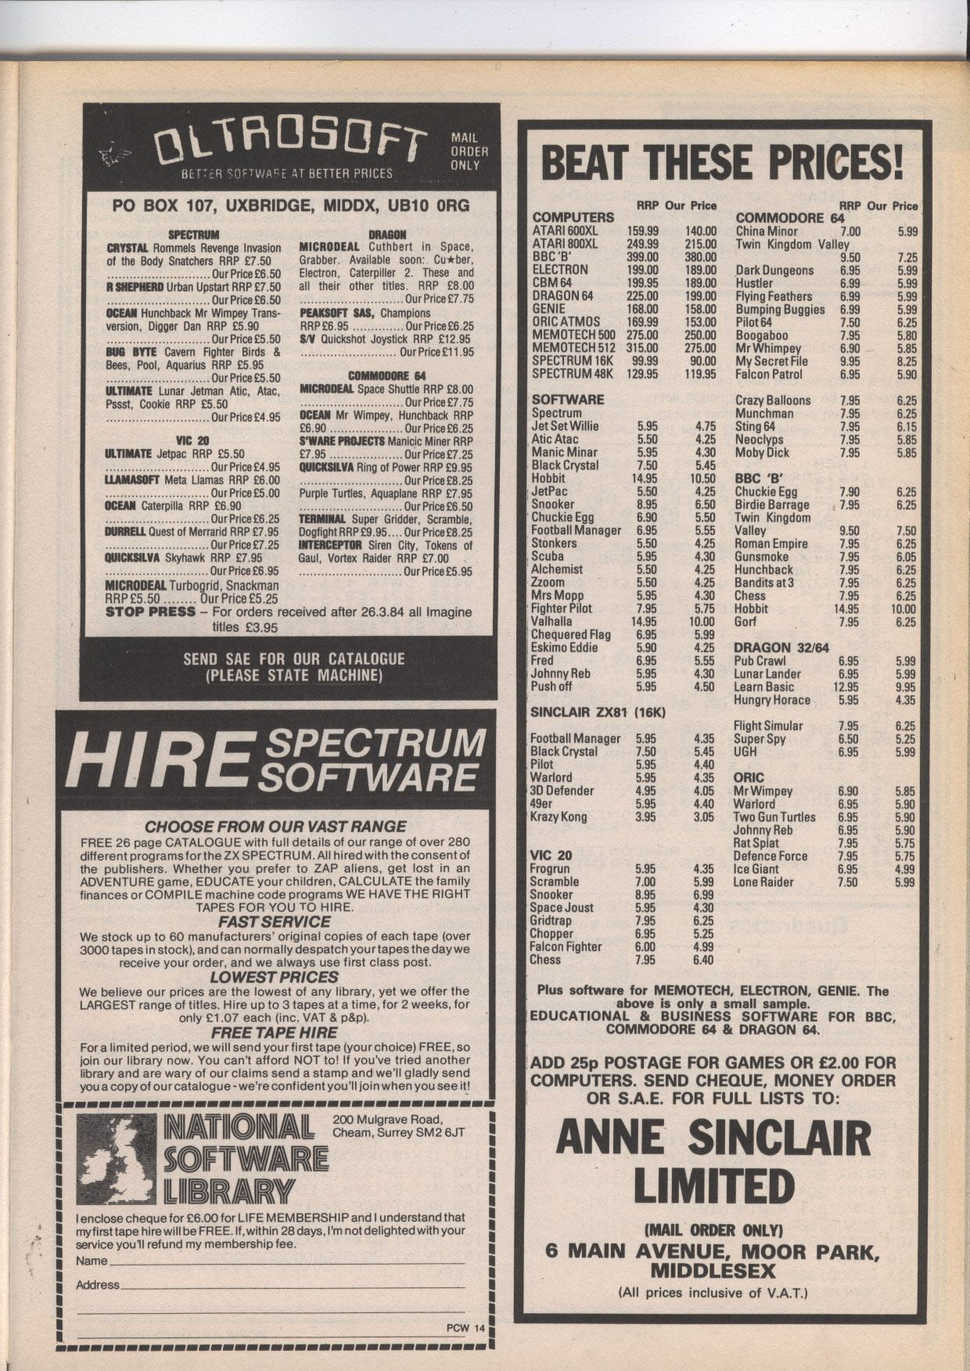 OLTROSOFT
MAIL
ORDER
ONLY
BETTER SOFTWARE AT BETTER PRICES
PO BOX 107, UXBRIDGE, MIDDX, UB10 0RG
SPECTRUM
CRYSTAL Rommels Revenge Invasion
of the Body Snatchers RRP £7.50
..............................Our Price £6.50
R SHEPHERD Urban Upstart RRP £7.50
..............................Our Price £6.50
OCEAN Hunchback Mr Wimpey Trans-
version, Digger Dan RRP £5.90
..............................Our Price £5.50
BUG BYTE Cavern Fighter Birds &
Bees, Pool, Aquarius RRP £5.95
..............................Our Price £5.50
ULTIMATE Lunar Jetman Atic, Atac,
Pssst, Cookie RRP £5.50
..............................Our Price £4.95
VIC 20
ULTIMATE Jetpac RRP £5.50
..............................Our Price £4.95
LLAMASOFT Meta Llamas RRP £6.00
..............................Our Price £5.00
OCEAN Caterpilla RRP £6.90
..............................Our Price £6.25
DURRELL Quest of Merrarid RRP £7.95
..............................Our Price £7.25
QUICKSILVA Skyhawk RRP £7.95
..............................Our Price £6.95
MICRODEAL Turbogrid, Snackman
RRP £5.50 ........ Our Price £5.25
DRAGON
MICRODEAL Cuthbert in Space,
Grabber. Available soon: Cu★ber,
Electron, Caterpiller 2. These and
all their other titles. RRP £8.00
..............................Our Price £7.75
PEAKSOFT SAS, Champions
RRP £6.95 ..............Our Price £6.25
S/V Quickshot Joystick RRP £12.95
..............................Our Price £11.95
COMMODORE 64
MICRODEAL Space Shuttle RRP £8.00
..............................Our Price £7.75
OCEAN Mr Wimpey, Hunchback RRP
£6.90 ......................Our Price £6.25
S'WARE PROJECTS Manicic Miner RRP
£7.95 ......................Our Price £7.25
QUICKSILVA Ring of Power RRP £9.95
..............................Our Price £8.25
Purple Turtles, Aquaplane RRP £7.95
..............................Our Price £6.50
TERMINAL Super Gridder, Scramble,
Dogfight RRP £9.95.... Our Price £8.25
INTERCEPTOR Siren City, Tokens of
Gaul, Vortex Raider RRP £7.00
..............................Our Price £5.95
STOP PRESS – For orders received after 26.3.84 all Imagine
titles £3.95
SEND SAE FOR OUR CATALOGUE
(PLEASE STATE MACHINE)
HIRE SPECTRUM
SOFTWARE
CHOOSE FROM OUR VAST RANGE
FREE 26 page CATALOGUE with full details of our range of over 280
different programs for the ZX SPECTRUM. All hired with the consent of
the publishers. Whether you prefer to ZAP aliens, get lost in an
ADVENTURE game, EDUCATE your children, CALCULATE the family
finances or COMPILE machine code programs WE HAVE THE RIGHT
TAPES FOR YOU TO HIRE.
FAST SERVICE
We stock up to 60 manufacturers' original copies of each tape (over
3000 tapes in stock), and can normally despatch your tapes the day we
receive your order, and we always use first class post.
LOWEST PRICES
We believe our prices are the lowest of any library, yet we offer the
LARGEST range of titles. Hire up to 3 tapes at a time, for 2 weeks, for
only £1.07 each (inc. VAT & p&p).
FREE TAPE HIRE
For a limited period, we will send your first tape (your choice) FREE, so
join our library now. You can't afford NOT to! If you've tried another
library and are wary of our claims send a stamp and we'll gladly send
you a copy of our catalogue - we're confident you'll join when you see it!
NATIONAL
SOFTWARE
LIBRARY
200 Mulgrave Road,
Cheam, Surrey SM2 6JT
I enclose cheque for £6.00 for LIFE MEMBERSHIP and I understand that
my first tape hire will be FREE. If, within 28 days, I'm not delighted with your
service you'll refund my membership fee.
Name
Address
PCW 14
BEAT THESE PRICES!
RRP Our Price
COMPUTERS
ATARI 600XL 159.99 140.00
ATARI 800XL 249.99 215.00
BBC 'B' 399.00 380.00
ELECTRON 199.00 189.00
CBM 64 199.95 189.00
DRAGON 64 225.00 199.00
GENIE 168.00 158.00
ORIC ATMOS 169.99 153.00
MEMOTECH 500 275.00 250.00
MEMOTECH 512 315.00 275.00
SPECTRUM 16K 99.99 90.00
SPECTRUM 48K 129.95 119.95
SOFTWARE
Spectrum
Jet Set Willie 5.95 4.75
Atic Atac 5.50 4.25
Manic Minar 5.95 4.30
Black Crystal 7.50 5.45
Hobbit 14.95 10.50
JetPac 5.50 4.25
Snooker 8.95 6.50
Chuckie Egg 6.90 5.50
Football Manager 6.95 5.55
Stonkers 5.50 4.25
Scuba 5.95 4.30
Alchemist 5.50 4.25
Zzoom 5.50 4.25
Mrs Mopp 5.95 4.30
Fighter Pilot 7.95 5.75
Valhalla 14.95 10.00
Chequered Flag 6.95 5.99
Eskimo Eddie 5.90 4.25
Fred 6.95 5.55
Johnny Reb 5.95 4.30
Push off 5.95 4.50
SINCLAIR ZX81 (16K)
Football Manager 5.95 4.35
Black Crystal 7.50 5.45
Pilot 5.95 4.40
Warlord 5.95 4.35
3D Defender 4.95 4.05
49er 5.95 4.40
Krazy Kong 3.95 3.05
VIC 20
Frogrun 5.95 4.35
Scramble 7.00 5.99
Snooker 8.95 6.99
Space Joust 5.95 4.30
Gridtrap 7.95 6.25
Chopper 6.95 5.25
Falcon Fighter 6.00 4.99
Chess 7.95 6.40
RRP Our Price
COMMODORE 64
China Minor 7.00 5.99
Twin Kingdom Valley
9.50 7.25
Dark Dungeons 6.95 5.99
Hustler 6.99 5.99
Flying Feathers 6.99 5.99
Bumping Buggies 6.99 5.99
Pilot 64 7.50 6.25
Boogaboo 7.95 5.80
Mr Whimpey 6.90 5.85
My Secret File 9.95 8.25
Falcon Patrol 6.95 5.90
Crazy Balloons 7.95 6.25
Munchman 7.95 6.25
Sting 64 7.95 6.15
Neoclyps 7.95 5.85
Moby Dick 7.95 5.85
BBC 'B'
Chuckie Egg 7.90 6.25
Birdie Barrage 7.95 6.25
Twin Kingdom
Valley 9.50 7.50
Roman Empire 7.95 6.25
Gunsmoke 7.95 6.05
Hunchback 7.95 6.25
Bandits at 3 7.95 6.25
Chess 7.95 6.25
Hobbit 14.95 10.00
Gorf 7.95 6.25
DRAGON 32/64
Pub Crawl 6.95 5.99
Lunar Lander 6.95 5.99
Learn Basic 12.95 9.95
Hungry Horace 5.95 4.35
Flight Simular 7.95 6.25
Super Spy 6.50 5.25
UGH 6.95 5.99
ORIC
Mr Wimpey 6.90 5.85
Warlord 6.95 5.90
Two Gun Turtles 6.95 5.90
Johnny Reb 6.95 5.90
Rat Splat 7.95 5.75
Defence Force 7.95 5.75
Ice Giant 6.95 4.99
Lone Raider 7.50 5.99
Plus software for MEMOTECH, ELECTRON, GENIE. The
above is only a small sample.
EDUCATIONAL & BUSINESS SOFTWARE FOR BBC,
COMMODORE 64 & DRAGON 64.
ADD 25p POSTAGE FOR GAMES OR £2.00 FOR
COMPUTERS. SEND CHEQUE, MONEY ORDER
OR S.A.E. FOR FULL LISTS TO:
ANNE SINCLAIR
LIMITED
(MAIL ORDER ONLY)
6 MAIN AVENUE, MOOR PARK,
MIDDLESEX
(All prices inclusive of V.A.T.)